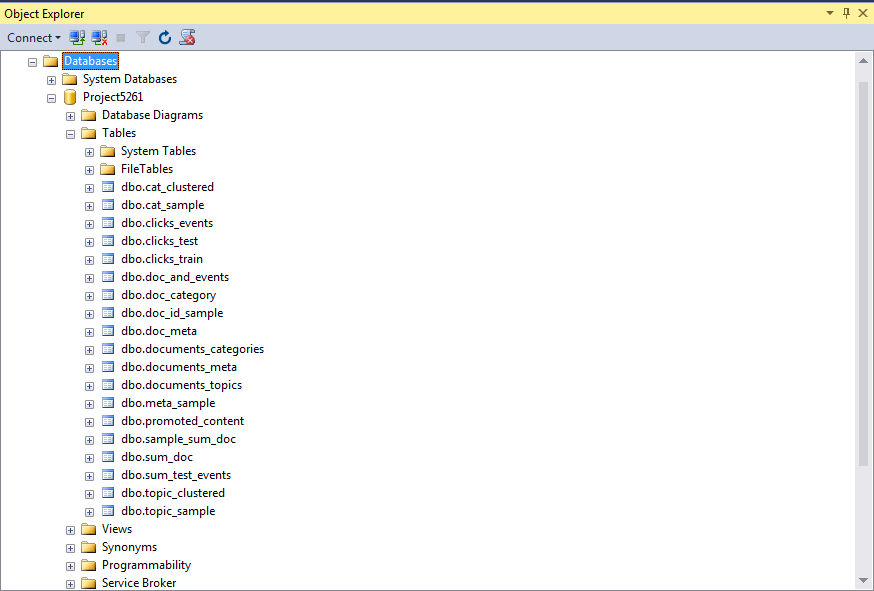 Object Explorer
Connect
Databases
System Databases
Project5261
Database Diagrams
Tables
System Tables
FileTables
dbo.cat_clustered
dbo.cat_sample
dbo.clicks_events
dbo.clicks_test
dbo.clicks_train
dbo.doc_and_events
dbo.doc_category
dbo.doc_id_sample
dbo.doc_meta
dbo.documents_categories
dbo.documents_meta
dbo.documents_topics
dbo.meta_sample
dbo.promoted_content
dbo.sample_sum_doc
dbo.sum_doc
dbo.sum_test_events
dbo.topic_clustered
dbo.topic_sample
Views
Synonyms
Programmability
Service Broker